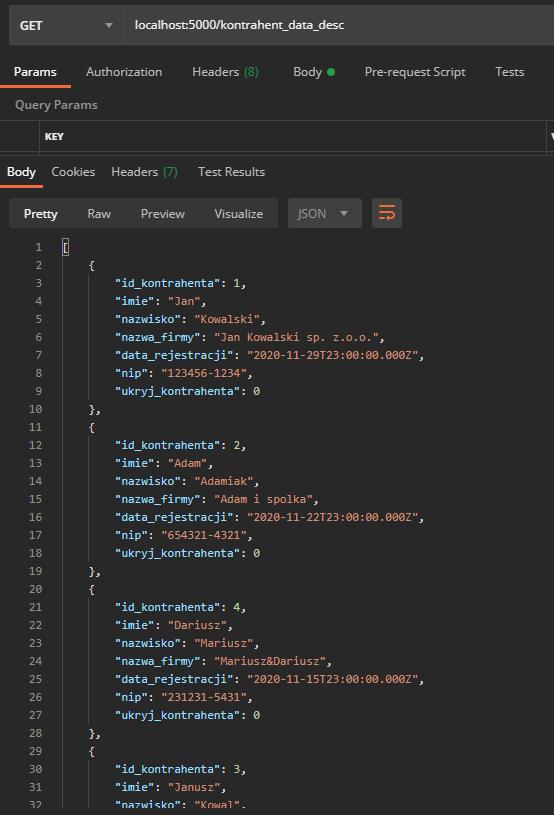 GET localhost:5000/kontrahent_data_desc
Params Authorization Headers (8) Body Pre-request Script Tests
Query Params
KEY
Body Cookies Headers (7) Test Results
Pretty Raw Preview Visualize JSON
1 [
2 {
3 "id_kontrahenta": 1,
4 "imie": "Jan",
5 "nazwisko": "Kowalski",
6 "nazwa_firmy": "Jan Kowalski sp. z.o.o.",
7 "data_rejestracji": "2020-11-29T23:00:00.000Z",
8 "nip": "123456-1234",
9 "ukryj_kontrahenta": 0
10 },
11 {
12 "id_kontrahenta": 2,
13 "imie": "Adam",
14 "nazwisko": "Adamiak",
15 "nazwa_firmy": "Adam i spolka",
16 "data_rejestracji": "2020-11-22T23:00:00.000Z",
17 "nip": "654321-4321",
18 "ukryj_kontrahenta": 0
19 },
20 {
21 "id_kontrahenta": 4,
22 "imie": "Dariusz",
23 "nazwisko": "Mariusz",
24 "nazwa_firmy": "Mariusz&Dariusz",
25 "data_rejestracji": "2020-11-15T23:00:00.000Z",
26 "nip": "231231-5431",
27 "ukryj_kontrahenta": 0
28 },
29 {
30 "id_kontrahenta": 3,
31 "imie": "Janusz",
32 "nazwisko": "Kowal",